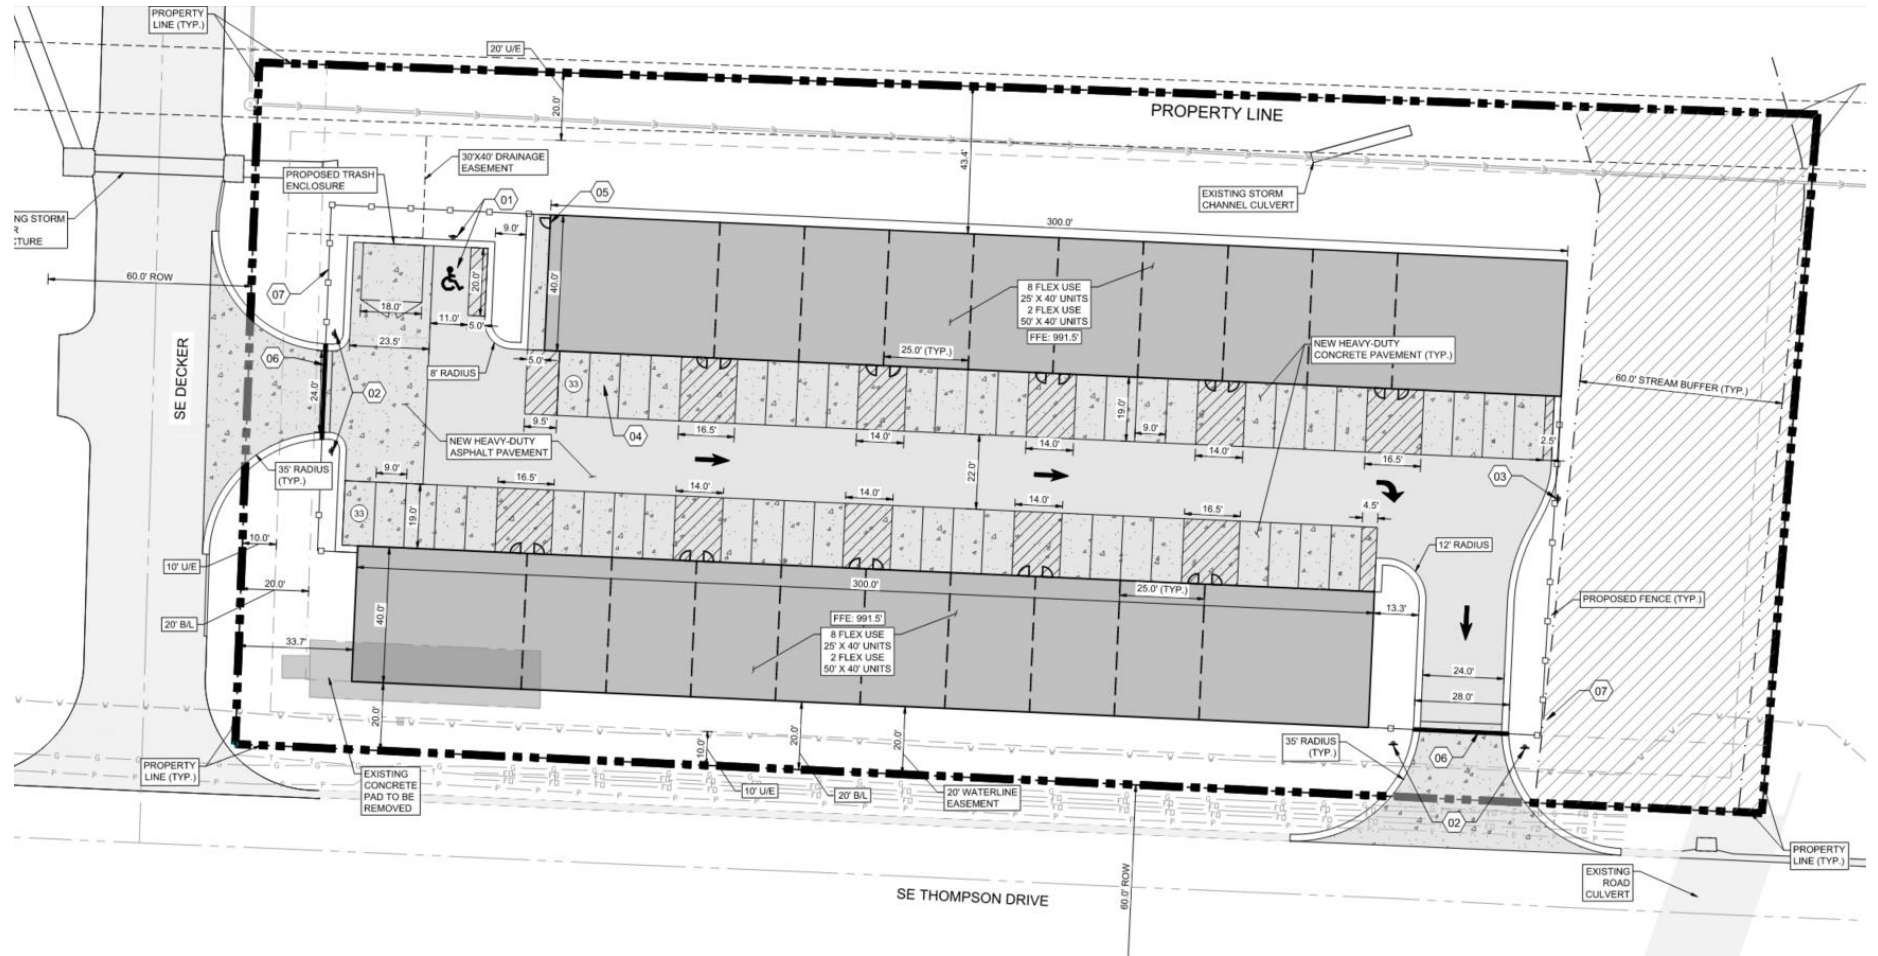 PROPERTY
LINE (TYP.)
20' U/E
20.0'
PROPERTY LINE
43.4'
30'X40' DRAINAGE
EASEMENT
PROPOSED TRASH
ENCLOSURE
01
05
9.0'
300.0'
EXISTING STORM
CHANNEL CULVERT
NG STORM
R
CTURE
60.0' ROW
07
40.0'
20.0'
18.0'
11.0'
5.0'
23.5'
8 FLEX USE
25' X 40' UNITS
2 FLEX USE
50' X 40' UNITS
FFE: 991.5'
25.0' (TYP.)
NEW HEAVY-DUTY
CONCRETE PAVEMENT (TYP.)
60.0' STREAM BUFFER (TYP.)
SE DECKER
06
24.0'
02
8' RADIUS
5.0'
33
04
9.5'
16.5'
14.0'
14.0'
19.0'
9.0'
14.0'
16.5'
2.5'
NEW HEAVY-DUTY
ASPHALT PAVEMENT
35' RADIUS
(TYP.)
9.0'
16.5'
14.0'
14.0'
22.0'
14.0'
16.5'
4.5'
03
33
19.0'
12' RADIUS
10.0'
10' U/E
20.0'
20' B/L
33.7'
40.0'
300.0'
25.0' (TYP.)
13.3'
PROPOSED FENCE (TYP.)
FFE: 991.5'
8 FLEX USE
25' X 40' UNITS
2 FLEX USE
50' X 40' UNITS
24.0'
28.0'
07
20.0'
10.0'
20.0'
20.0'
35' RADIUS
(TYP.)
06
PROPERTY
LINE (TYP.)
EXISTING
CONCRETE
PAD TO BE
REMOVED
10' U/E
20' B/L
20' WATERLINE
EASEMENT
02
60.0' ROW
SE THOMPSON DRIVE
PROPERTY
LINE (TYP.)
EXISTING
ROAD
CULVERT